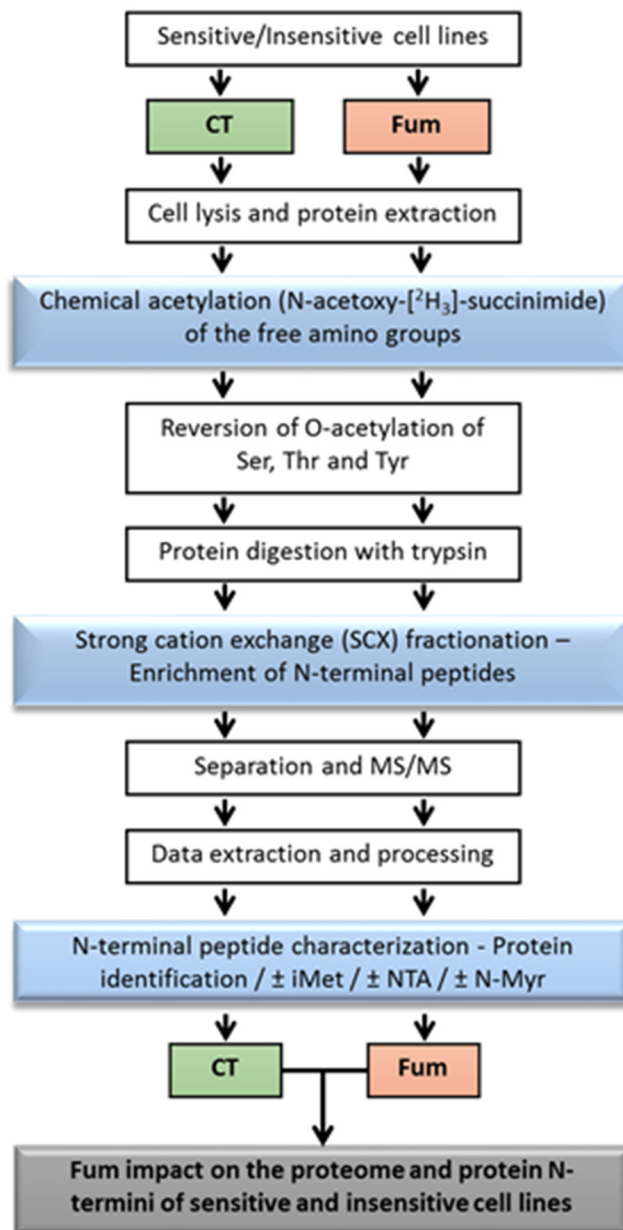 Sensitive/Insensitive cell lines
CT
Fum
Cell lysis and protein extraction
Chemical acetylation (N-acetoxy-[²H₃]-succinimide)
of the free amino groups
Reversion of O-acetylation of
Ser, Thr and Tyr
Protein digestion with trypsin
Strong cation exchange (SCX) fractionation –
Enrichment of N-terminal peptides
Separation and MS/MS
Data extraction and processing
N-terminal peptide characterization - Protein
identification / ± iMet / ± NTA / ± N-Myr
CT
Fum
Fum impact on the proteome and protein N-
termini of sensitive and insensitive cell lines